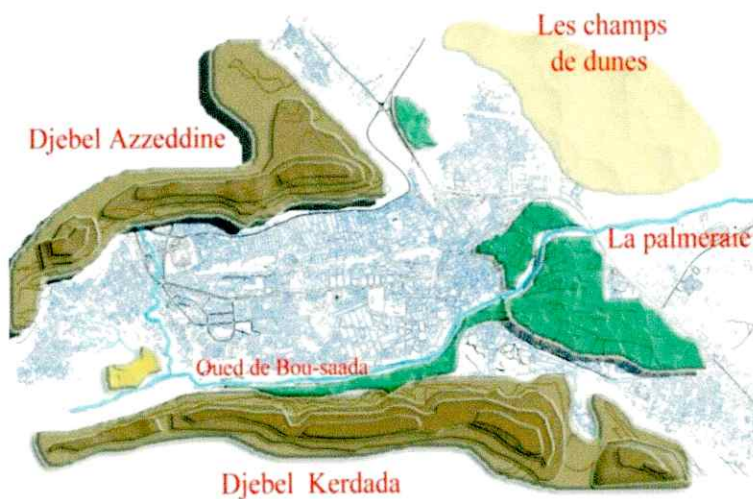 Les champs
de dunes
Djebel Azzeddine
La palmeraie
Oued de Bou-saada
Djebel Kerdada